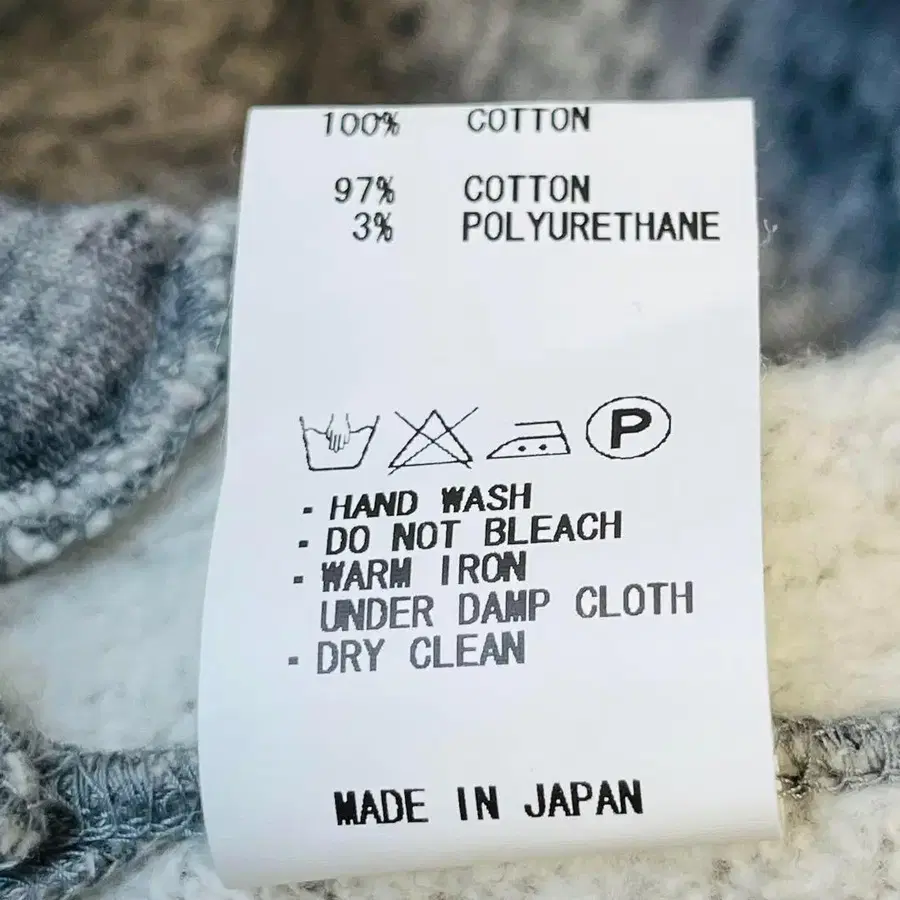 100% COTTON
97% COTTON
3% POLYURETHANE
P
- HAND WASH
- DO NOT BLEACH
- WARM IRON
UNDER DAMP CLOTH
- DRY CLEAN
MADE IN JAPAN